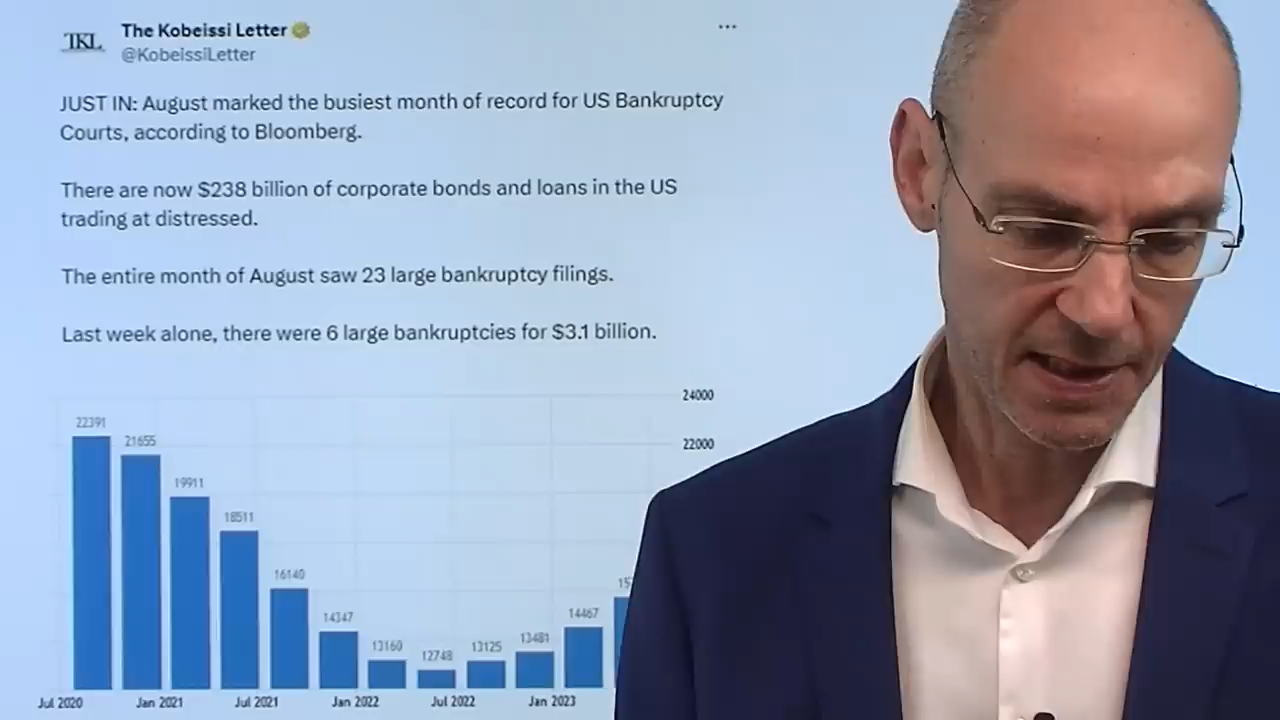 TKL
The Kobeissi Letter
@KobeissiLetter
...
JUST IN: August marked the busiest month of record for US Bankruptcy
Courts, according to Bloomberg.
There are now $238 billion of corporate bonds and loans in the US
trading at distressed.
The entire month of August saw 23 large bankruptcy filings.
Last week alone, there were 6 large bankruptcies for $3.1 billion.
24000
22391
22000
21655
19911
18511
16140
14347
13160
12748
13125
13481
14467
Jul 2020
Jan 2021
Jul 2021
Jan 2022
Jul 2022
Jan 2023